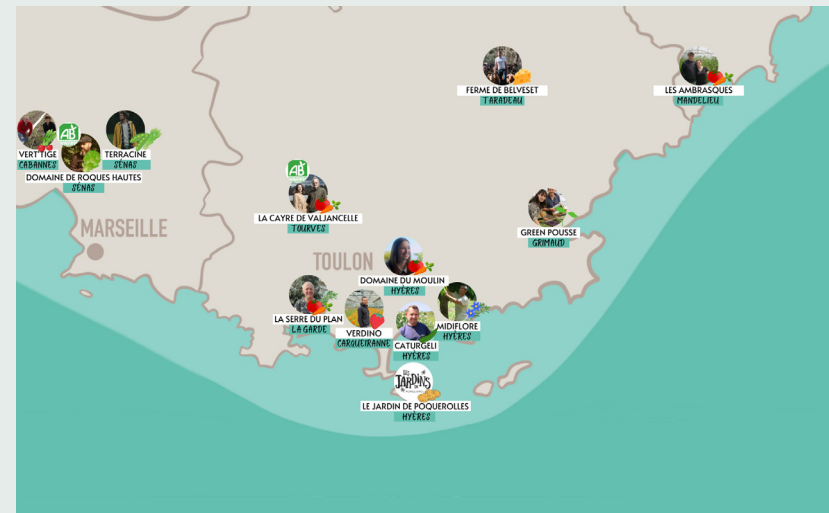 FERME DE BELVESET
TARADEAU
LES AMBRASQUES
MANDELIEU
AB
VERT'TIGE
CABANNES
TERRACINE
SÉNAS
DOMAINE DE ROQUES HAUTES
SÉNAS
AB
LA CAYRE DE VALJANCELLE
TOURVES
MARSEILLE
GREEN POUSSE
GRIMAUD
TOULON
DOMAINE DU MOULIN
HYÈRES
LA SERRE DU PLAN
LA GARDE
VERDINO
CARQUEIRANNE
CATURGELI
HYÈRES
MIDIFLORE
HYÈRES
JARDINS
LE JARDIN DE POQUEROLLES
HYÈRES